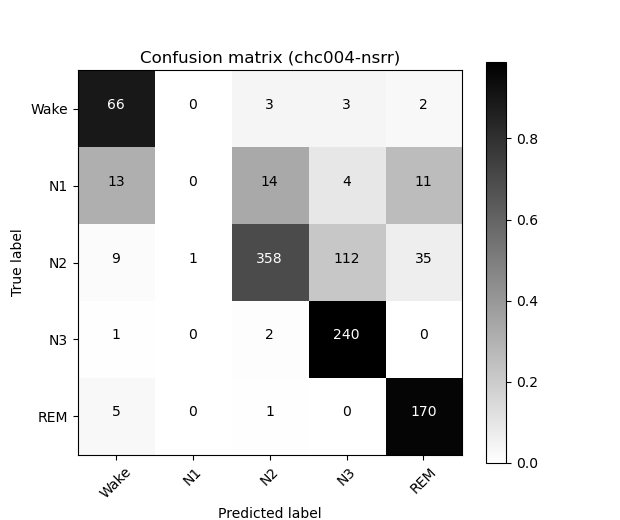 Confusion matrix (chc004-nsrr)
Wake 66 0 3 3 2
N1 13 0 14 4 11
N2 9 1 358 112 35
N3 1 0 2 240 0
REM 5 0 1 0 170
Wake N1 N2 N3 REM
Predicted label
True label
0.8
0.6
0.4
0.2
0.0